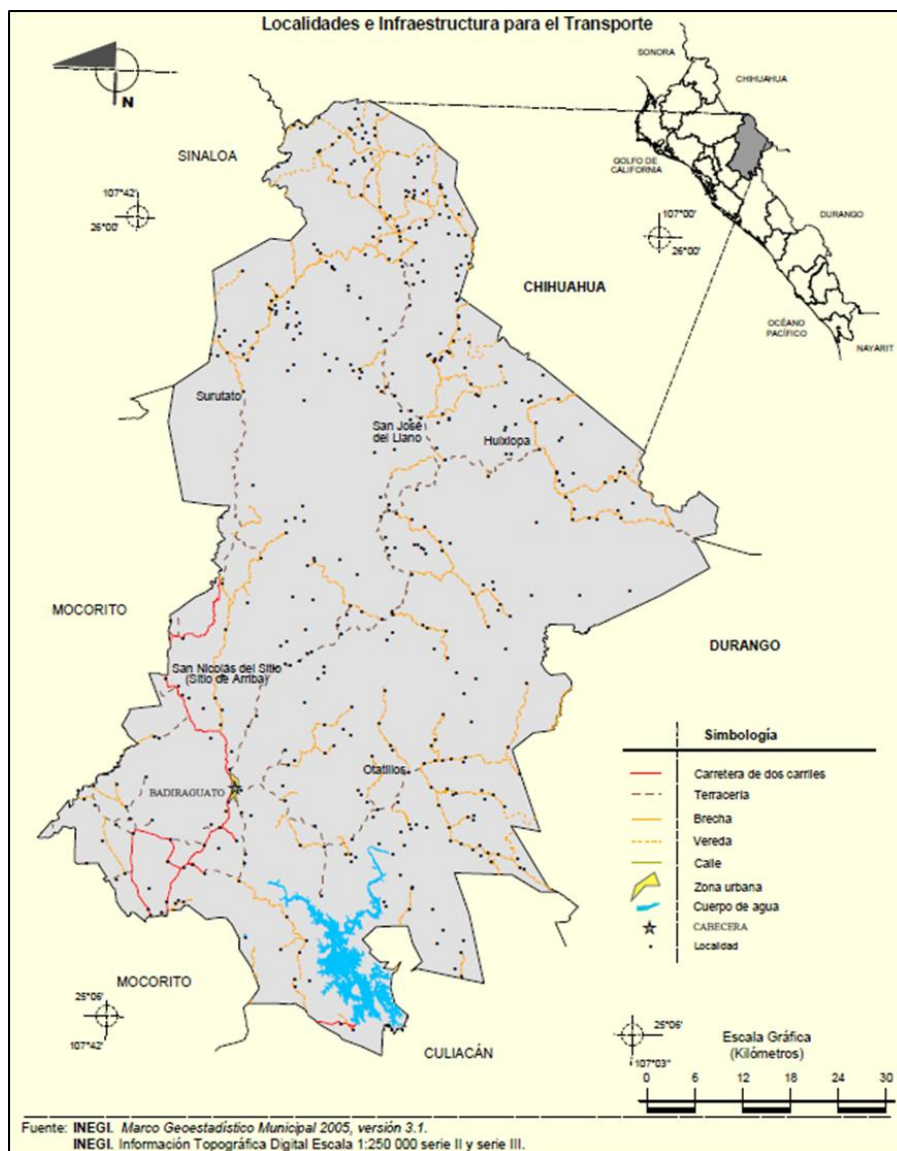 Localidades e Infraestructura para el Transporte
N
SONORA
CHIHUAHUA
SINALOA
107°42'
26°00'
GOLFO DE
CALIFORNIA
107°00'
26°00'
DURANGO
CHIHUAHUA
OCÉANO
PACÍFICO
NAYARIT
Surutato
San José
del Llano
Huixiopa
MOCORITO
DURANGO
San Nicolás del Sitio
(Sitio de Arriba)
Otatillos
BADIRAGUATO
Simbología
Carretera de dos carriles
Terracería
Brecha
Vereda
Calle
Zona urbana
Cuerpo de agua
CABECERA
Localidad
MOCORITO
25°06'
107°42'
CULIACÁN
25°06'
107°03"
Escala Gráfica
(Kilómetros)
0 6 12 18 24 30
Fuente: INEGI. Marco Geoestadístico Municipal 2005, versión 3.1.
INEGI. Información Topográfica Digital Escala 1:250 000 serie II y serie III.